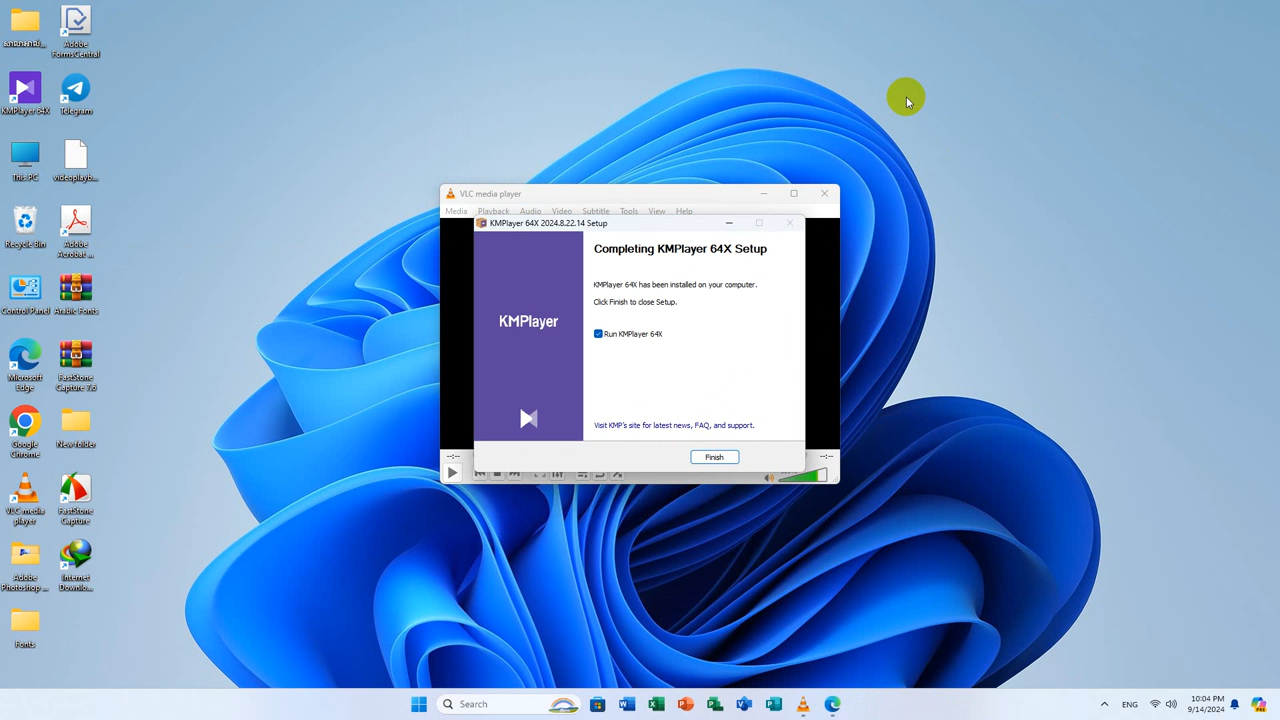 Adobe
FormsCentral
KMPlayer 64X
Telegram
This PC
videoplayb...
Recycle Bin
Adobe
Acrobat ...
Control Panel
Arabic Fonts
Microsoft
Edge
FastStone
Capture 7.6
Google
Chrome
New folder
VLC media
player
FastStone
Capture
Adobe
Photoshop ...
Internet
Downlo...
Fonts
VLC media player
Media Playback Audio Video Subtitle Tools View Help
KMPlayer 64X 2024.8.22.14 Setup
Completing KMPlayer 64X Setup
KMPlayer 64X has been installed on your computer.
Click Finish to close Setup.
KMPlayer
Run KMPlayer 64X
Visit KMP's site for latest news, FAQ, and support.
Finish
--:--
--:--
Search
ENG
10:04 PM
9/14/2024